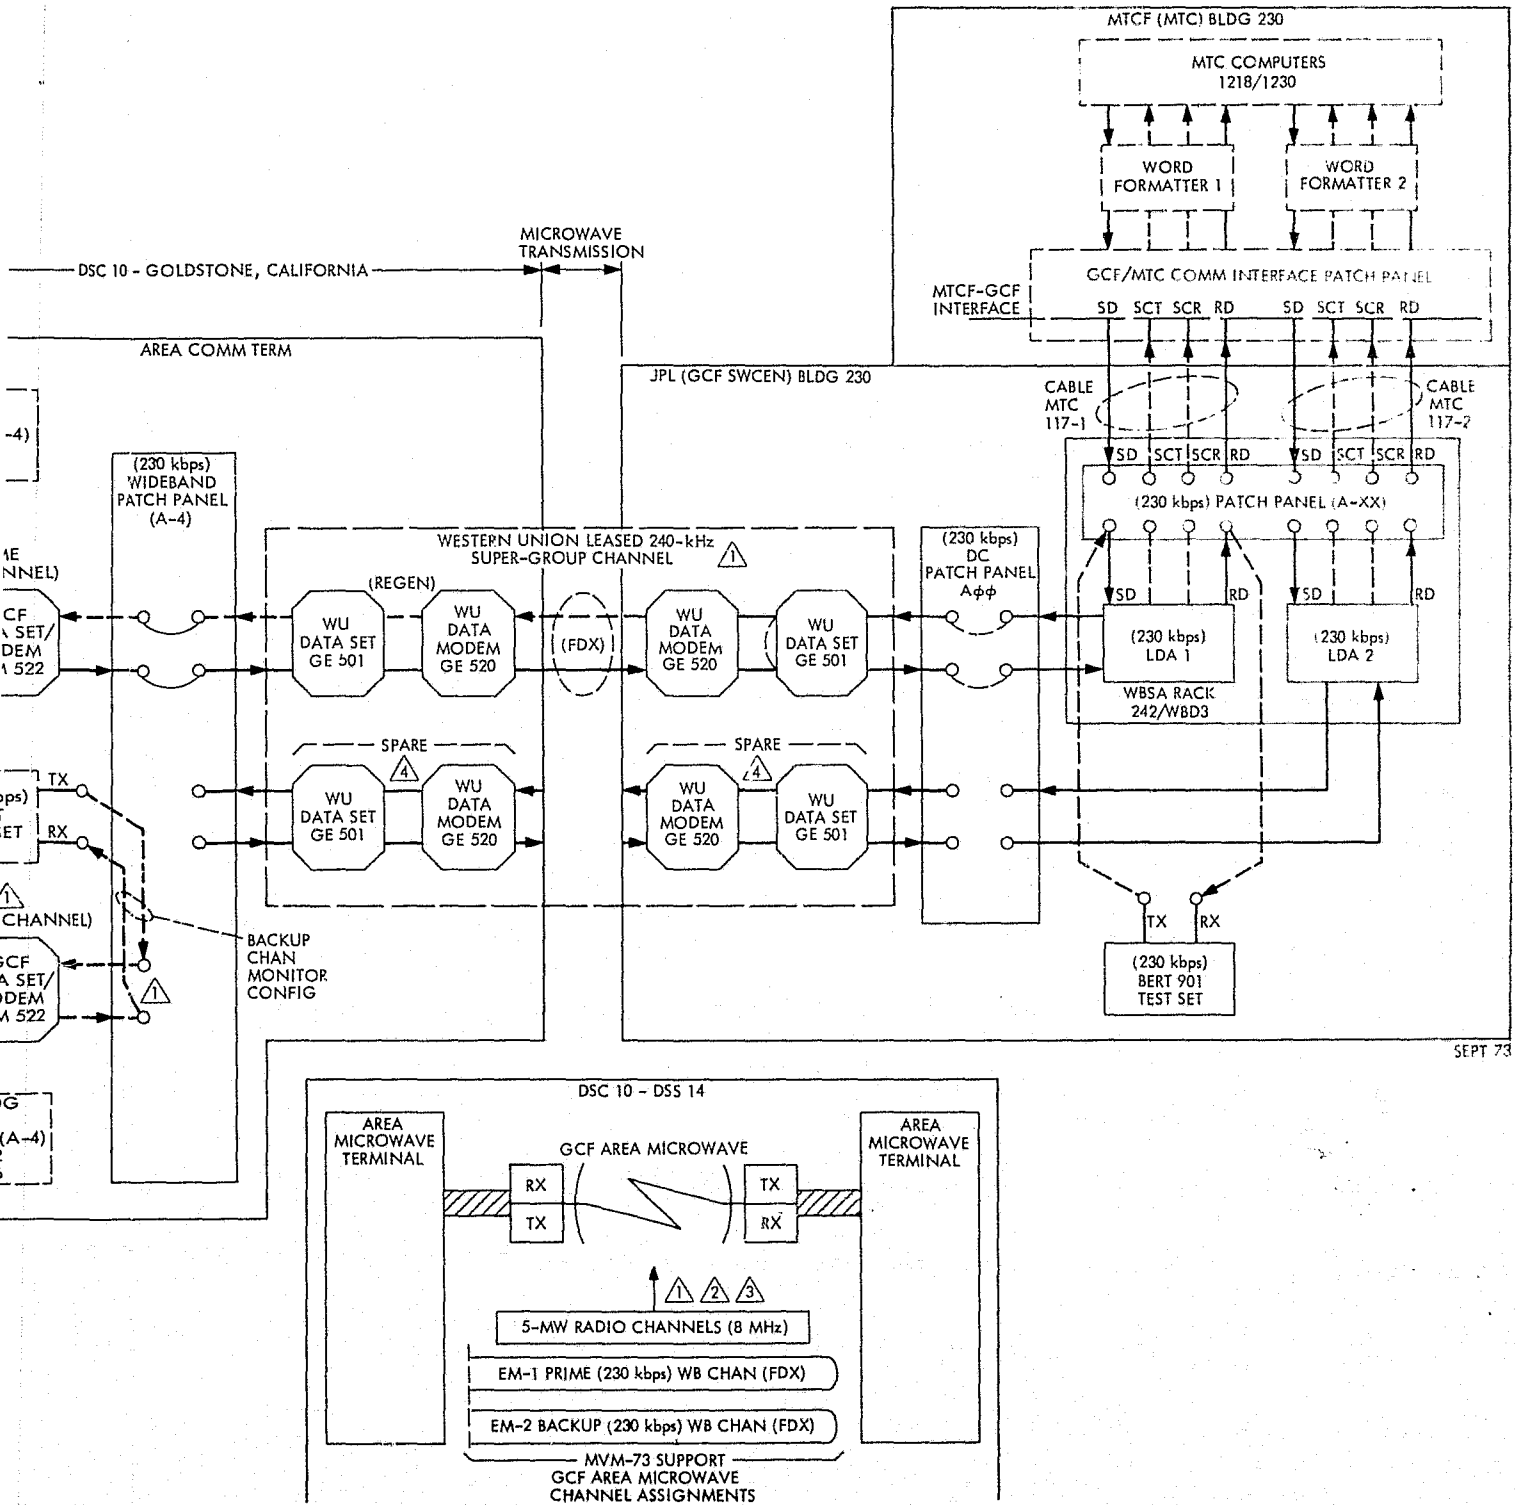 MTCF (MTC) BLDG 230
MTC COMPUTERS
1218/1230
WORD
FORMATTER 1
WORD
FORMATTER 2
MICROWAVE
TRANSMISSION
DSC 10 - GOLDSTONE, CALIFORNIA
GCF/MTC COMM INTERFACE PATCH PANEL
MTCF-GCF
INTERFACE
SD SCT SCR RD SD SCT SCR RD
AREA COMM TERM
JPL (GCF SWCEN) BLDG 230
CABLE
MTC
117-1
CABLE
MTC
117-2
-4)
(230 kbps)
WIDEBAND
PATCH PANEL
(A-4)
SD SCT SCR RD SD SCT SCR RD
(230 kbps) PATCH PANEL (A-XX)
WESTERN UNION LEASED 240-kHz
SUPER-GROUP CHANNEL 1
(230 kbps)
DC
PATCH PANEL
Aϕϕ
ME
NNEL)
(REGEN)
CF
A SET/
DEM
M 522
WU
DATA SET
GE 501
WU
DATA
MODEM
GE 520
(FDX)
WU
DATA
MODEM
GE 520
WU
DATA SET
GE 501
SD RD SD RD
(230 kbps)
LDA 1
(230 kbps)
LDA 2
WBSA RACK
242/WBD3
SPARE
4
SPARE
4
TX
RX
ps)
SET
WU
DATA SET
GE 501
WU
DATA
MODEM
GE 520
WU
DATA
MODEM
GE 520
WU
DATA SET
GE 501
1
CHANNEL)
GCF
A SET/
ODEM
M 522
BACKUP
CHAN
MONITOR
CONFIG
1
TX RX
(230 kbps)
BERT 901
TEST SET
SEPT 73
G
(A-4)
DSC 10 - DSS 14
AREA
MICROWAVE
TERMINAL
GCF AREA MICROWAVE
AREA
MICROWAVE
TERMINAL
RX
TX
TX
RX
1 2 3
5-MW RADIO CHANNELS (8 MHz)
EM-1 PRIME (230 kbps) WB CHAN (FDX)
EM-2 BACKUP (230 kbps) WB CHAN (FDX)
MVM-73 SUPPORT
GCF AREA MICROWAVE
CHANNEL ASSIGNMENTS